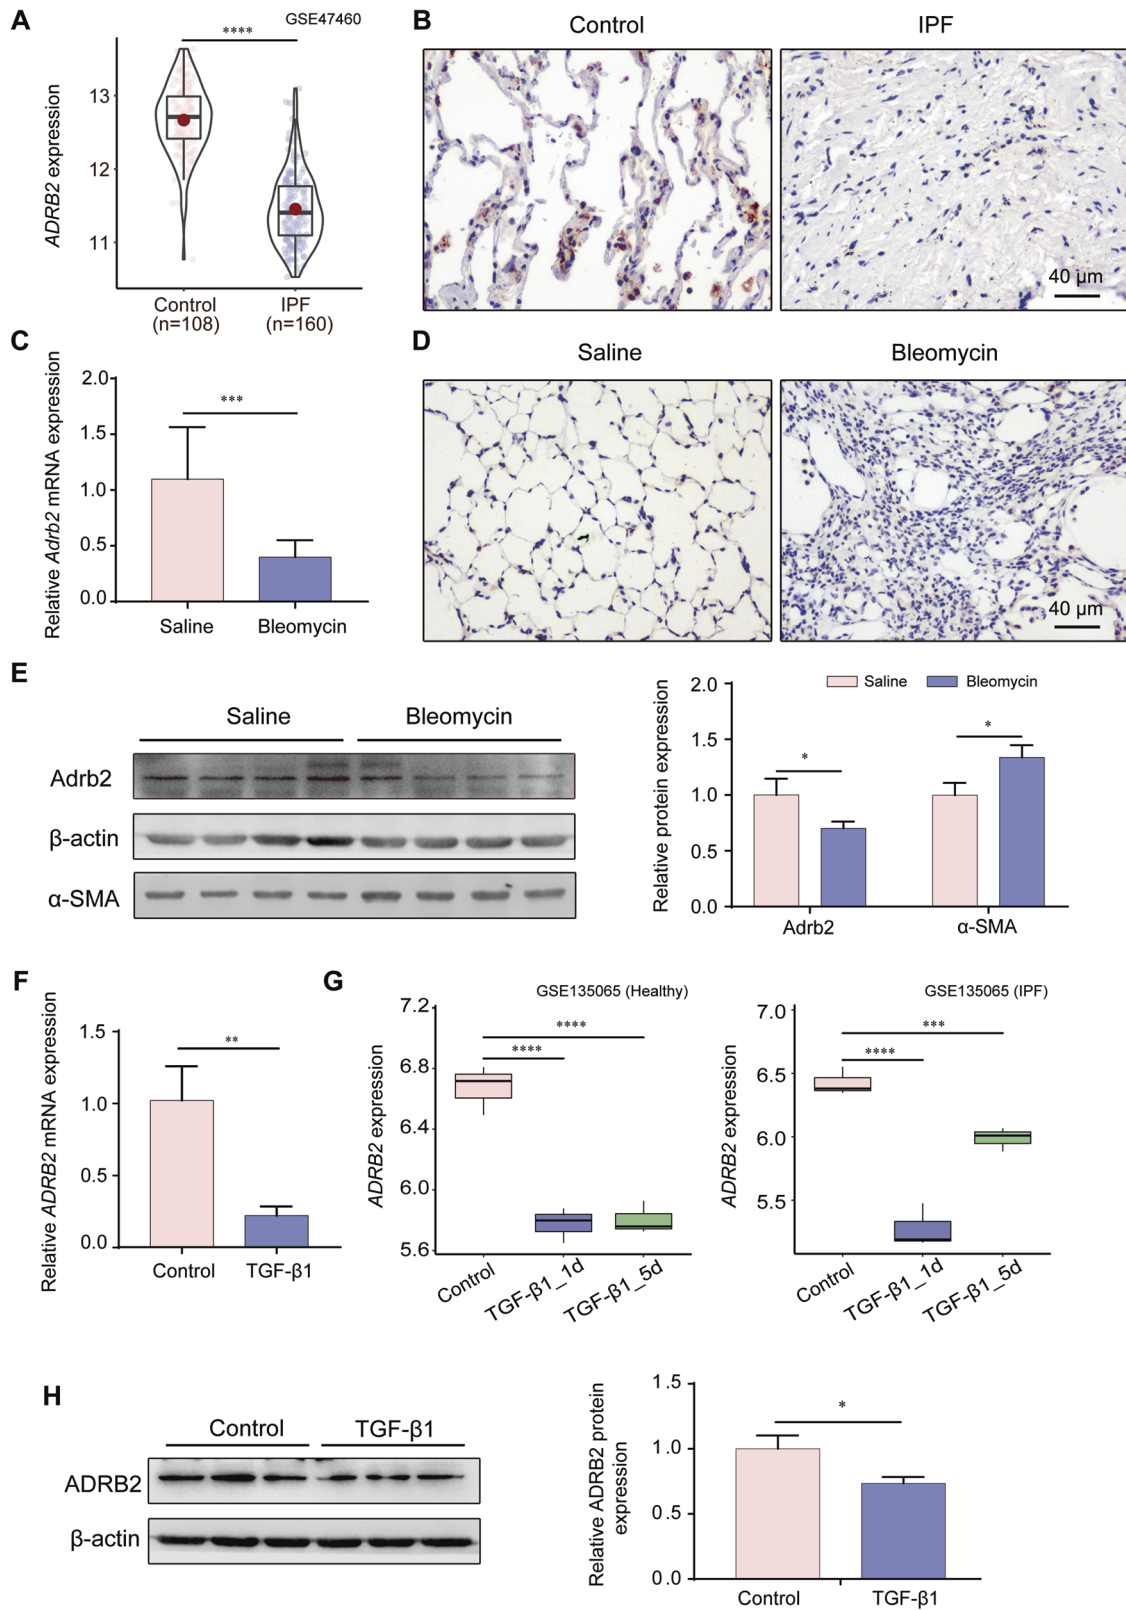 A
GSE47460
****
ADRB2 expression
13
12
11
Control
(n=108)
IPF
(n=160)
B
Control
IPF
40 μm
C
Relative Adrb2 mRNA expression
2.0
1.5
1.0
0.5
0.0
***
Saline
Bleomycin
D
Saline
Bleomycin
40 μm
E
Saline
Bleomycin
Adrb2
β-actin
α-SMA
Relative protein expression
2.0
1.5
1.0
0.5
0.0
Saline
Bleomycin
*
*
Adrb2
α-SMA
F
Relative ADRB2 mRNA expression
1.5
1.0
0.5
0.0
**
Control
TGF-β1
G
GSE135065 (Healthy)
ADRB2 expression
7.2
6.8
6.4
6.0
5.6
****
****
Control
TGF-β1_1d
TGF-β1_5d
GSE135065 (IPF)
ADRB2 expression
7.0
6.5
6.0
5.5
***
****
Control
TGF-β1_1d
TGF-β1_5d
H
Control
TGF-β1
ADRB2
β-actin
Relative ADRB2 protein
expression
1.5
1.0
0.5
0.0
*
Control
TGF-β1